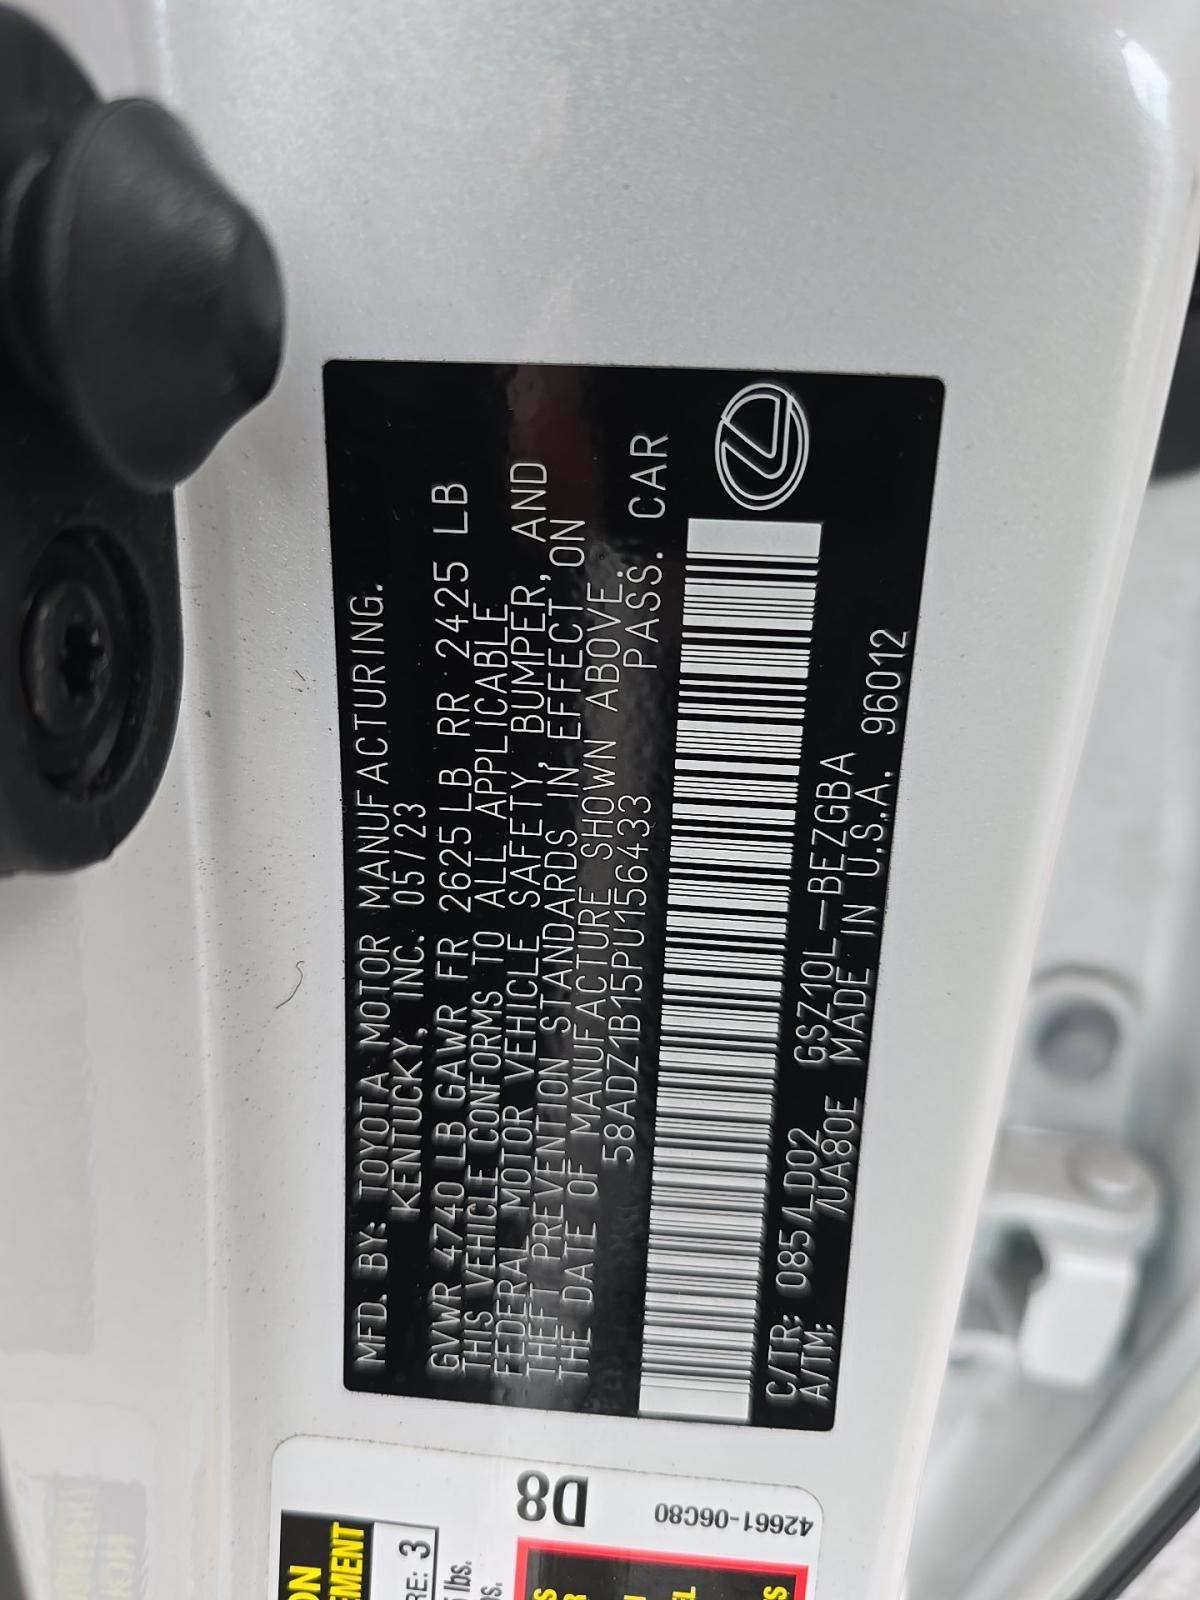 MFD. BY: TOYOTA MOTOR MANUFACTURING.
KENTUCKY, INC. 05/23
GVWR 4740 LB GAWR FR 2625 LB RR 2425 LB
THIS VEHICLE CONFORMS TO ALL APPLICABLE
FEDERAL MOTOR VEHICLE SAFETY, BUMPER, AND
THEFT PREVENTION STANDARDS IN EFFECT ON
THE DATE OF MANUFACTURE SHOWN ABOVE.
58ADZ1B15PU156433 PASS. CAR
C/TR: 085/LD02 GSZ10L-BEZGBA
A/TM: /UA80E MADE IN U.S.A. 96012
D8
42661-06C80
3
lbs.